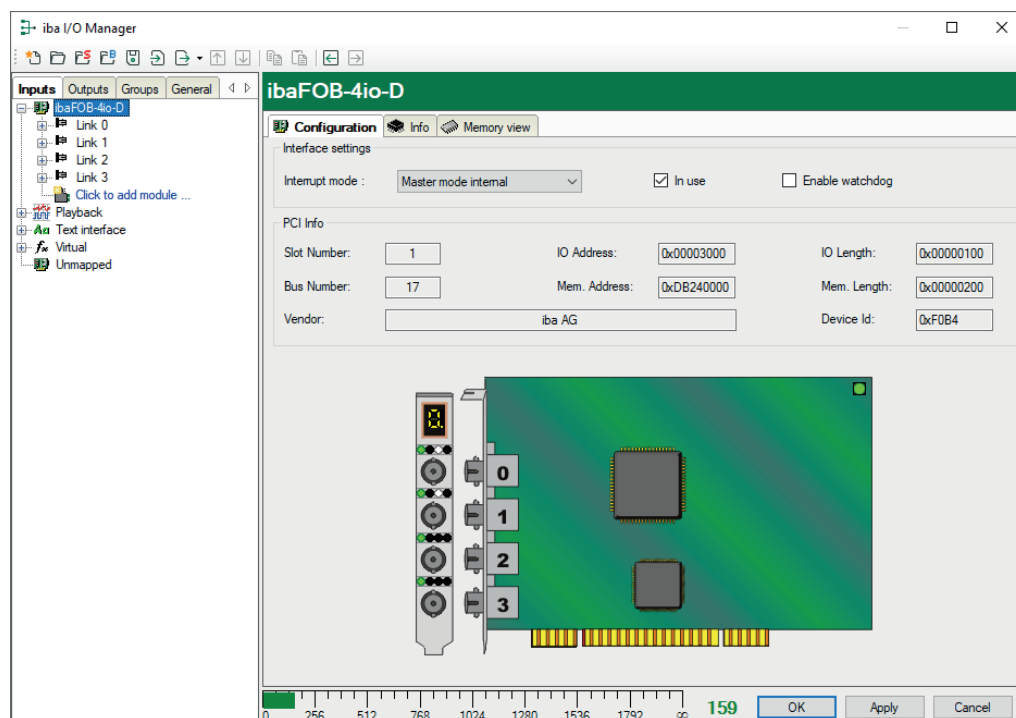 iba I/O Manager
Inputs Outputs Groups General
ibaFOB-4io-D
Link 0
Link 1
Link 2
Link 3
Click to add module ...
Playback
Text interface
Virtual
Unmapped
ibaFOB-4io-D
Configuration Info Memory view
Interface settings
Interrupt mode : Master mode internal In use Enable watchdog
PCI Info
Slot Number: 1 IO Address: 0x00003000 IO Length: 0x00000100
Bus Number: 17 Mem. Address: 0xDB240000 Mem. Length: 0x00000200
Vendor: iba AG Device Id: 0xF0B4
0
1
2
3
0 256 512 768 1024 1280 1536 1792 ∞ 159 OK Apply Cancel